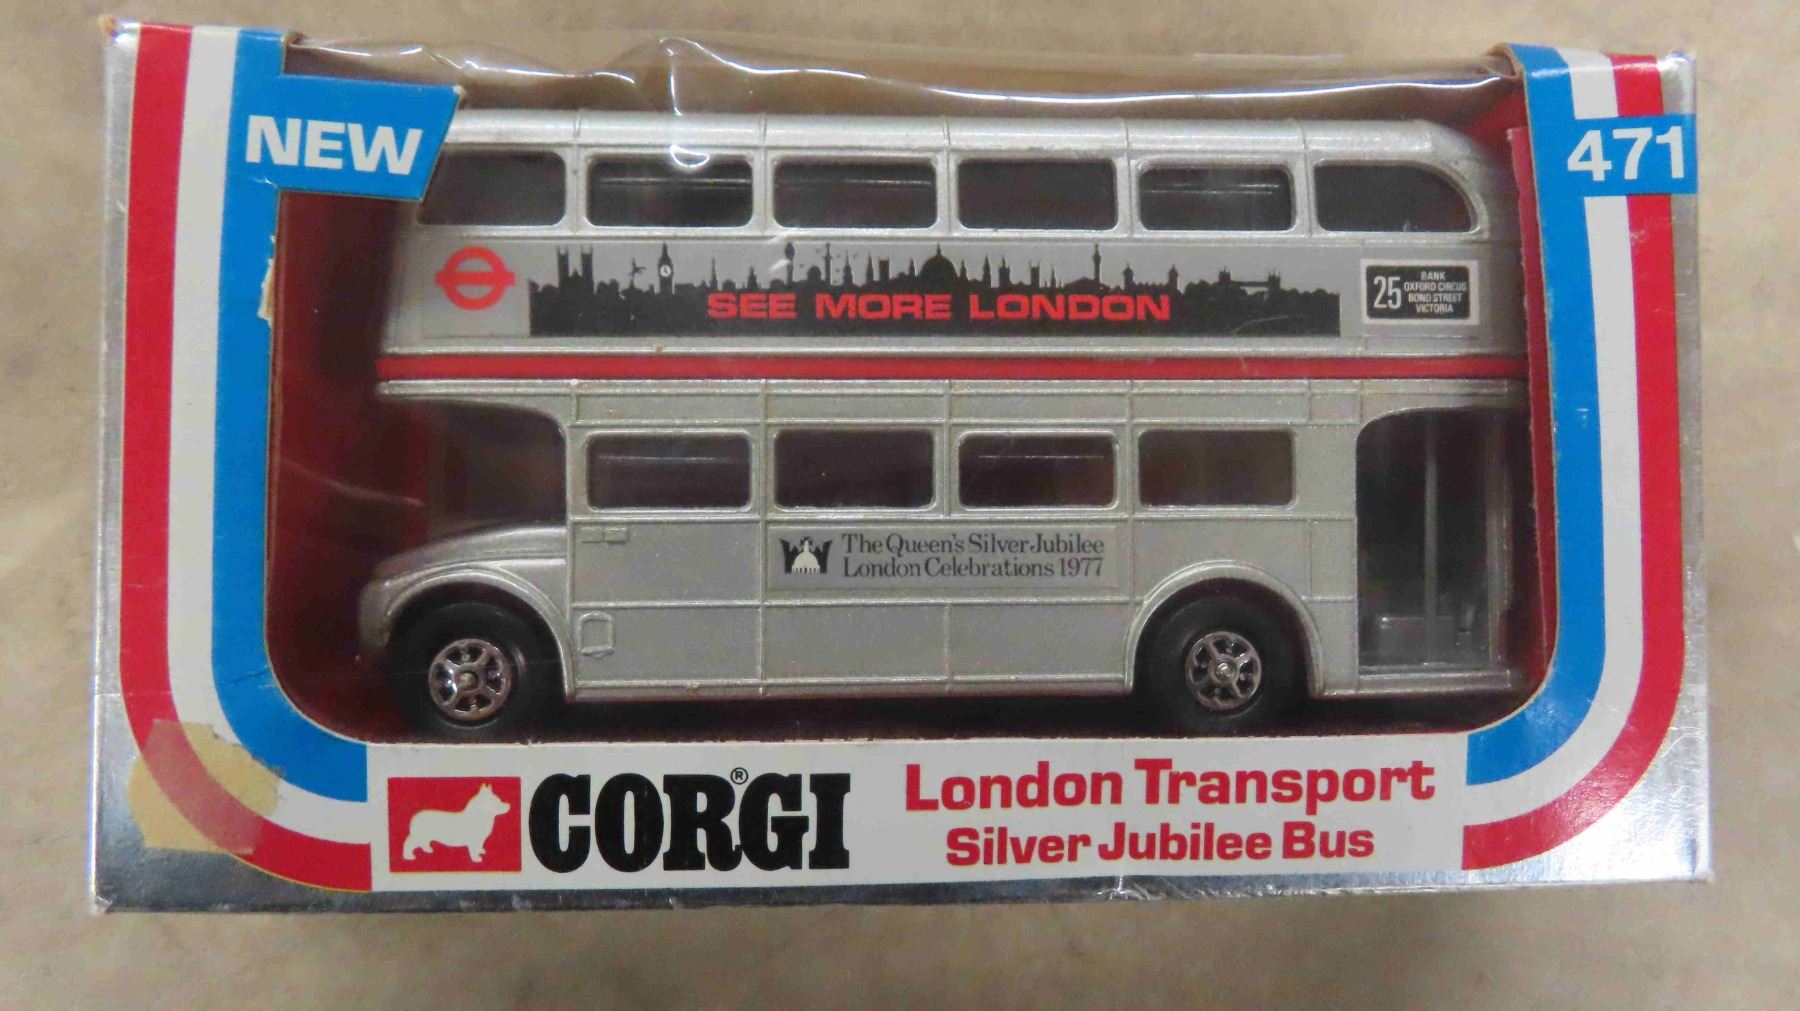 NEW
471
SEE MORE LONDON
25
BANK
OXFORD CIRCUS
BOND STREET
VICTORIA
The Queen's Silver Jubilee
London Celebrations 1977
CORGI®
London Transport
Silver Jubilee Bus